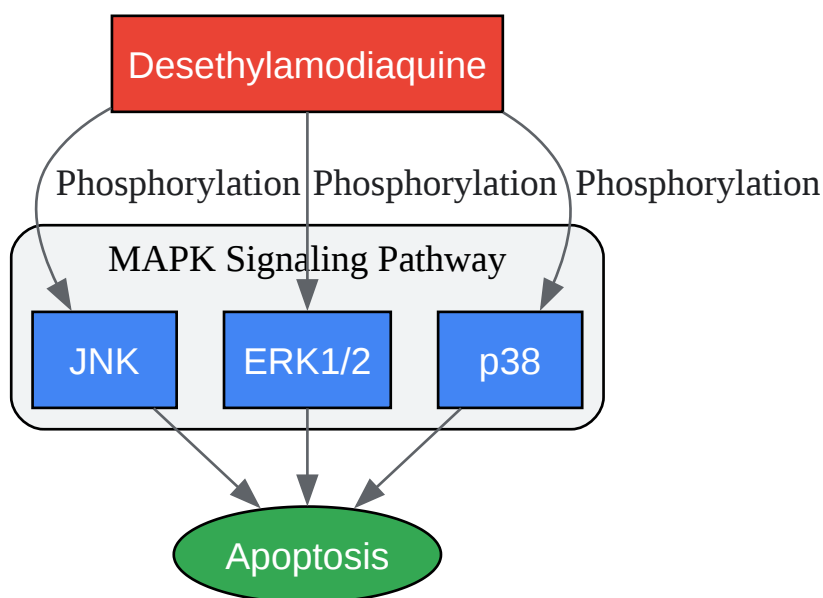 Desethylamodiaquine
Phosphorylation Phosphorylation Phosphorylation
MAPK Signaling Pathway
JNK ERK1/2 p38
Apoptosis